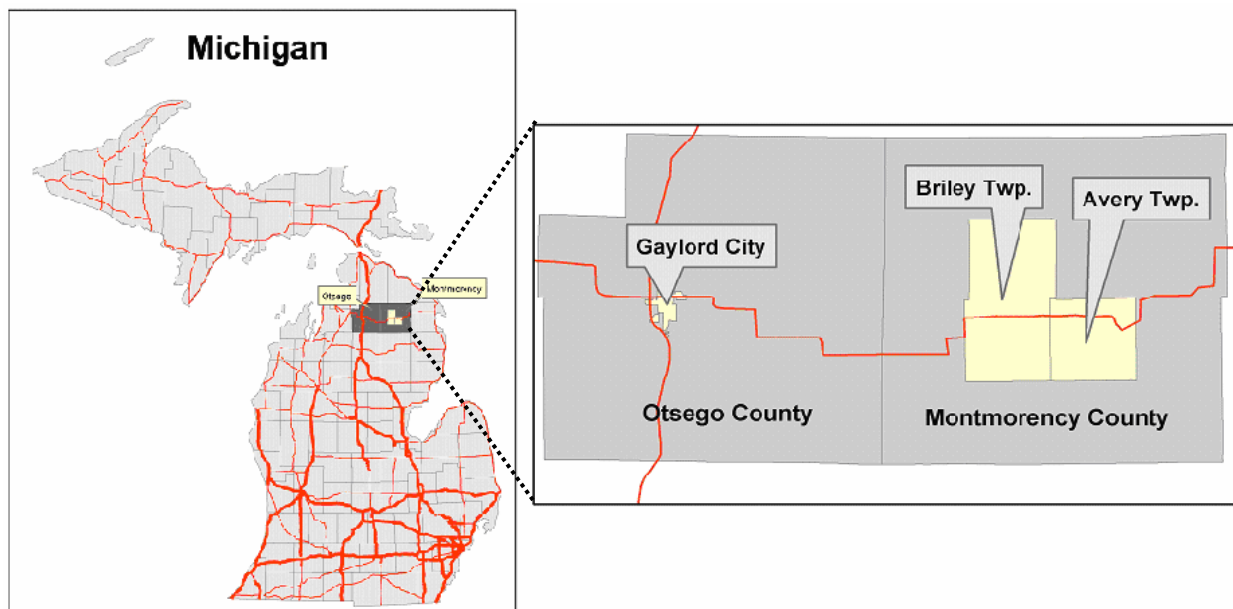 Michigan
Otsego
Montmorency
Briley Twp.
Avery Twp.
Gaylord City
Otsego County
Montmorency County